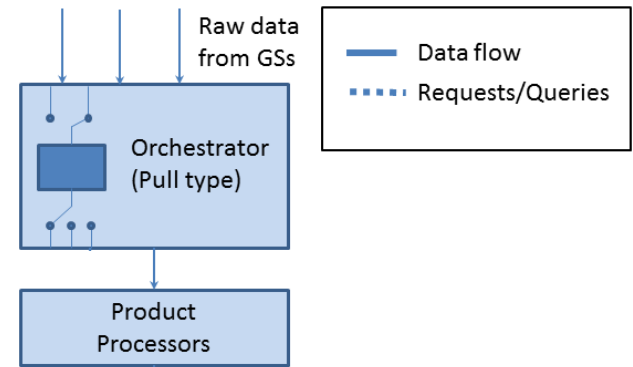 Raw data
from GSs
Data flow
Requests/Queries
Orchestrator
(Pull type)
Product
Processors